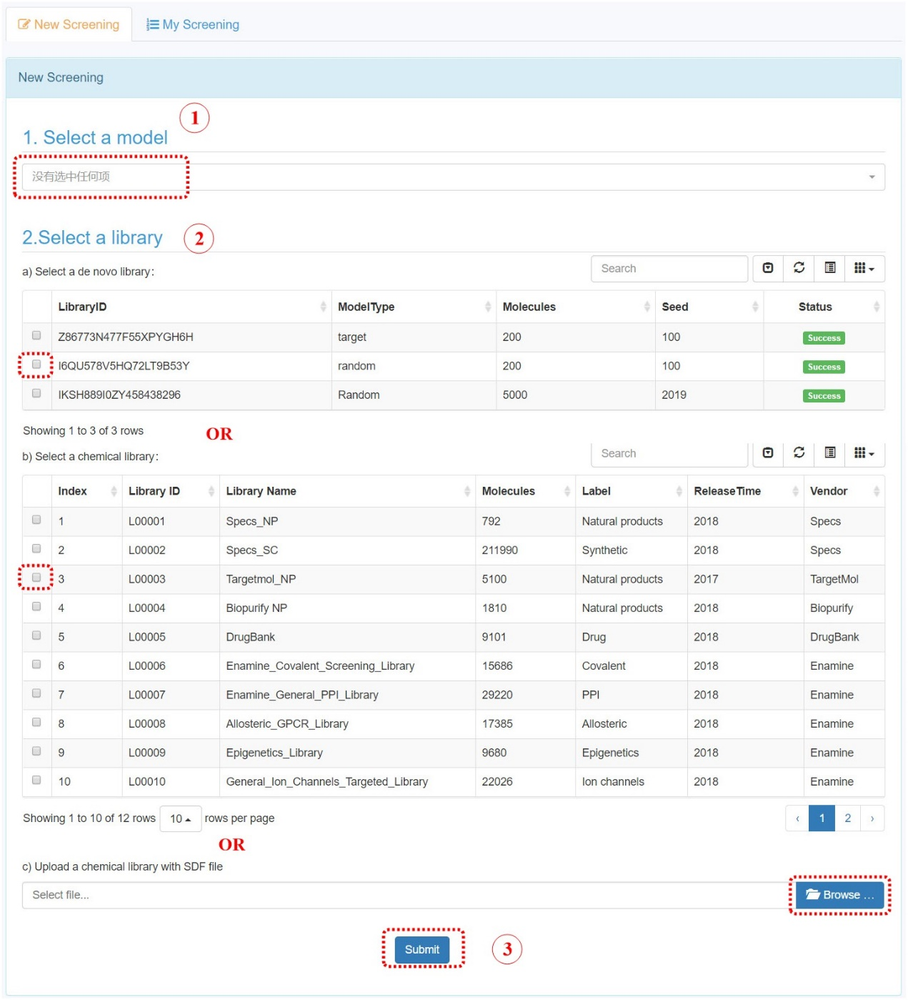 New Screening My Screening
New Screening
1
1. Select a model
没有选中任何项
2.Select a library 2
a) Select a de novo library: Search
LibraryID ModelType Molecules Seed Status
Z86773N477F55XPYGH6H target 200 100 Success
I6QU578V5HQ72LT9B53Y random 200 100 Success
IKSH889I0ZY458438296 Random 5000 2019 Success
Showing 1 to 3 of 3 rows OR
b) Select a chemical library: Search
Index Library ID Library Name Molecules Label ReleaseTime Vendor
1 L00001 Specs_NP 792 Natural products 2018 Specs
2 L00002 Specs_SC 211990 Synthetic 2018 Specs
3 L00003 Targetmol_NP 5100 Natural products 2017 TargetMol
4 L00004 Biopurify NP 1810 Natural products 2018 Biopurify
5 L00005 DrugBank 9101 Drug 2018 DrugBank
6 L00006 Enamine_Covalent_Screening_Library 15686 Covalent 2018 Enamine
7 L00007 Enamine_General_PPI_Library 29220 PPI 2018 Enamine
8 L00008 Allosteric_GPCR_Library 17385 Allosteric 2018 Enamine
9 L00009 Epigenetics_Library 9680 Epigenetics 2018 Enamine
10 L00010 General_Ion_Channels_Targeted_Library 22026 Ion channels 2018 Enamine
Showing 1 to 10 of 12 rows 10 rows per page ‹ 1 2 ›
OR
c) Upload a chemical library with SDF file
Select file... Browse ...
Submit 3